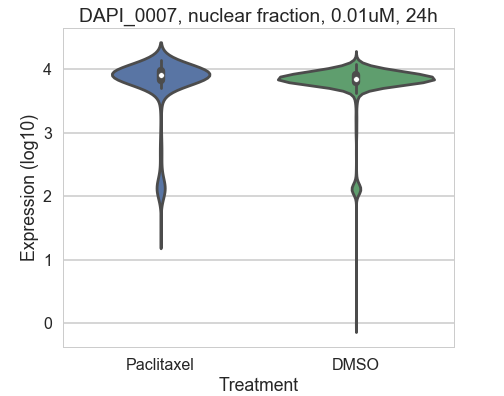 DAPI_0007, nuclear fraction, 0.01uM, 24h
Expression (log10)
4
3
2
1
0
Paclitaxel
DMSO
Treatment